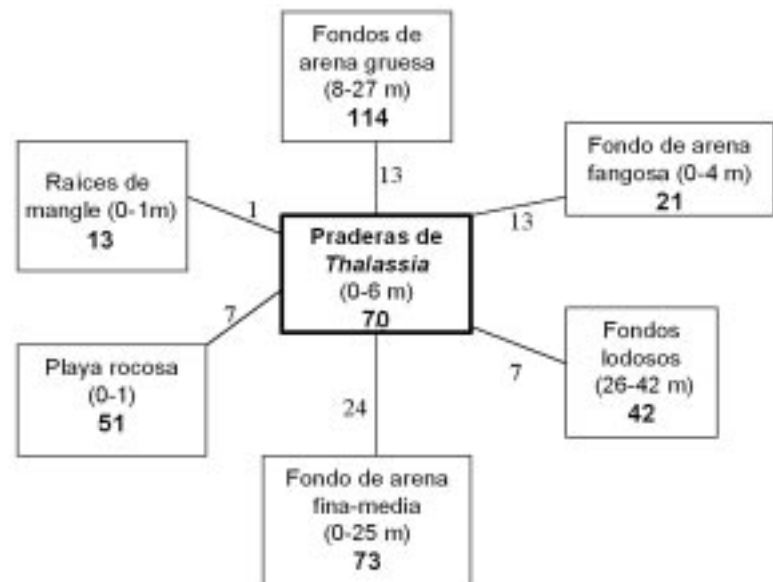 Fondos de
arena gruesa
(8-27 m)
114
Raices de
mangle (0-1m)
13
Fondo de arena
fangosa (0-4 m)
21
13
1
13
Praderas de
Thalassia
(0-6 m)
70
7
7
Playa rocosa
(0-1)
51
Fondos
lodosos
(26-42 m)
42
24
Fondo de arena
fina-media
(0-25 m)
73